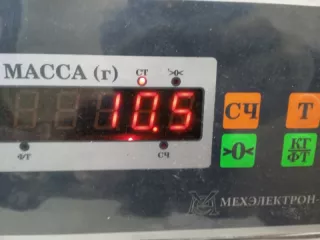 МАССА (г) СТ >0<
10.5
Ч/Т СЧ
СЧ Т
>0< КГ
ФТ
МЕХЭЛЕКТРОН-